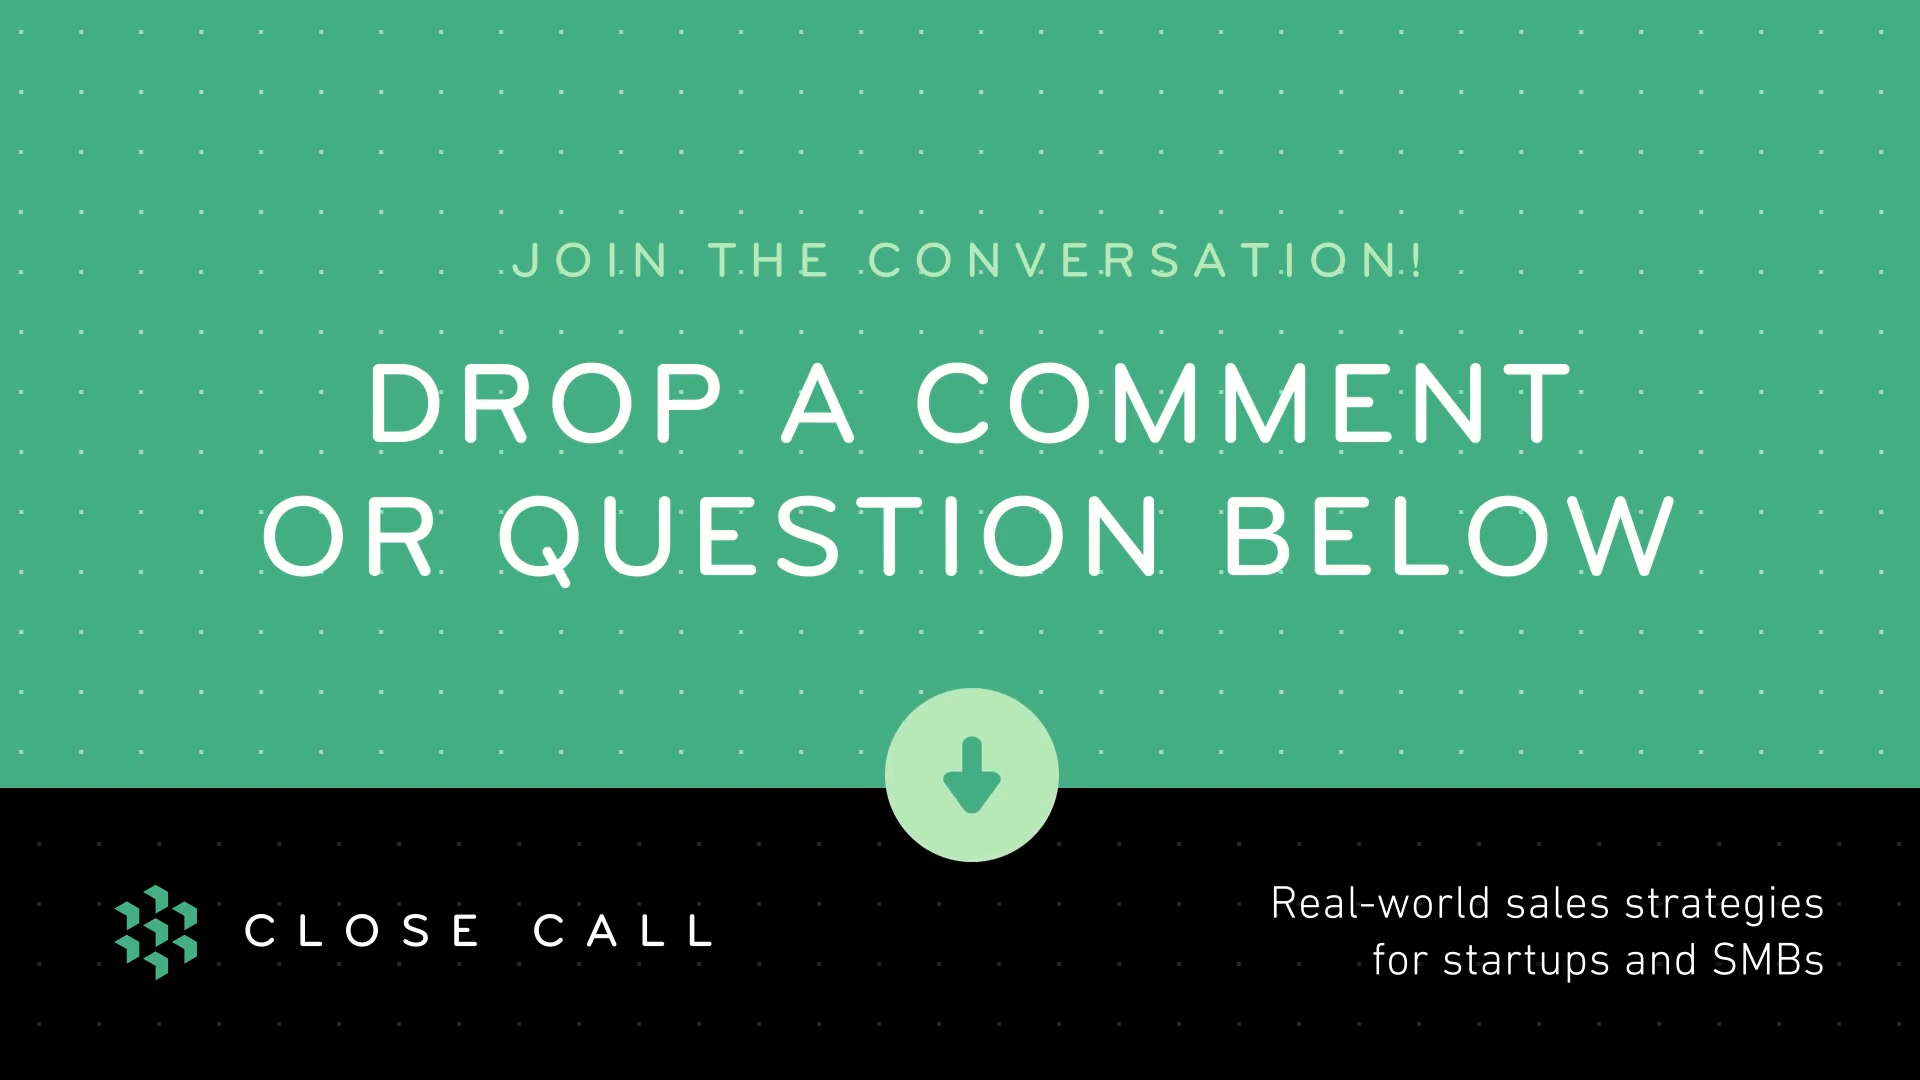 JOIN THE CONVERSATION!
DROP A COMMENT
OR QUESTION BELOW
CLOSE CALL
Real-world sales strategies
for startups and SMBs